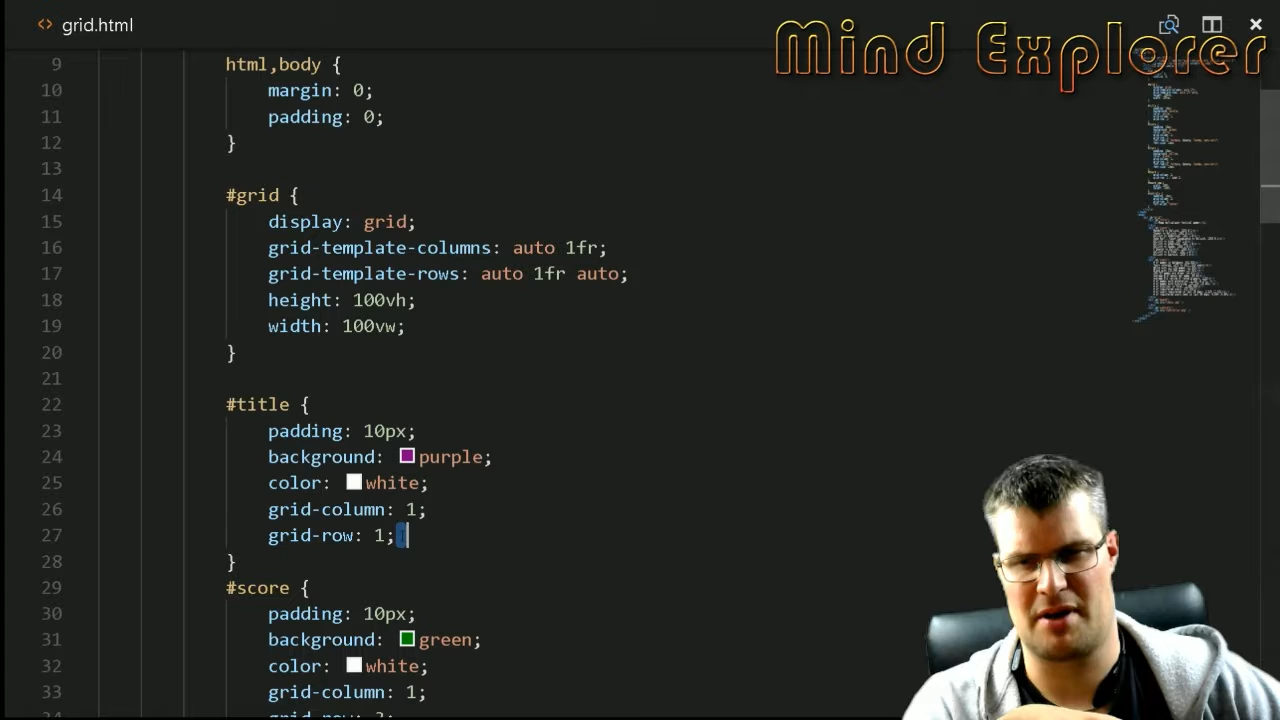 grid.html
Mind Explorer
9 html,body {
10 margin: 0;
11 padding: 0;
12 }
13
14 #grid {
15 display: grid;
16 grid-template-columns: auto 1fr;
17 grid-template-rows: auto 1fr auto;
18 height: 100vh;
19 width: 100vw;
20 }
21
22 #title {
23 padding: 10px;
24 background: purple;
25 color: white;
26 grid-column: 1;
27 grid-row: 1;
28 }
29 #score {
30 padding: 10px;
31 background: green;
32 color: white;
33 grid-column: 1;